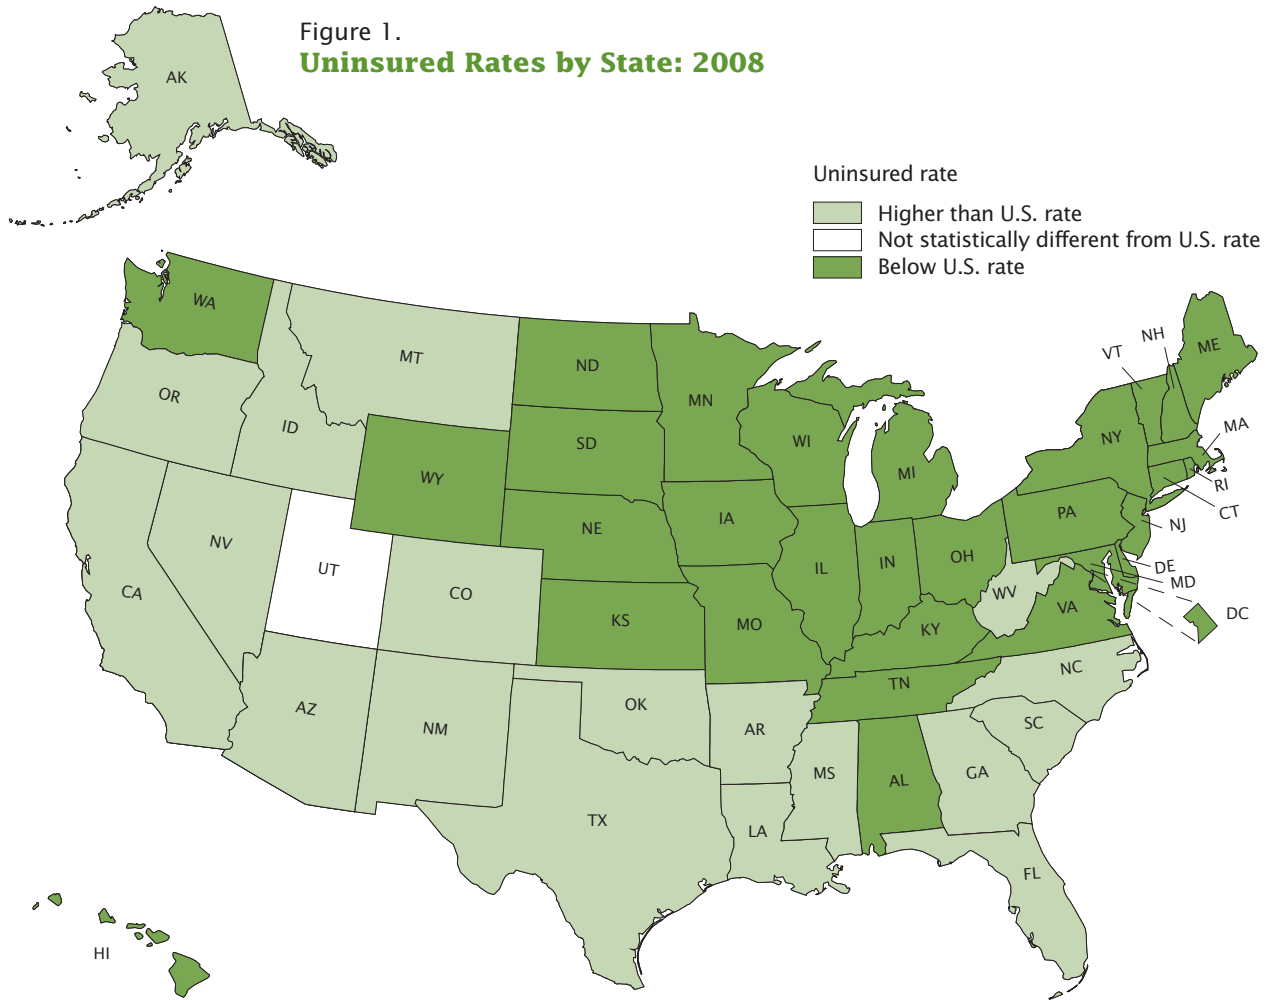 Figure 1.
Uninsured Rates by State: 2008
AK
Uninsured rate
Higher than U.S. rate
Not statistically different from U.S. rate
Below U.S. rate
WA
MT
ND
MN
VT
NH
ME
OR
ID
SD
WI
MI
NY
MA
WY
RI
NV
NE
IA
PA
CT
NJ
CA
UT
CO
IL
IN
OH
DE
MD
WV
VA
DC
KS
MO
KY
AZ
NM
OK
TN
NC
AR
SC
MS
AL
GA
TX
LA
FL
HI